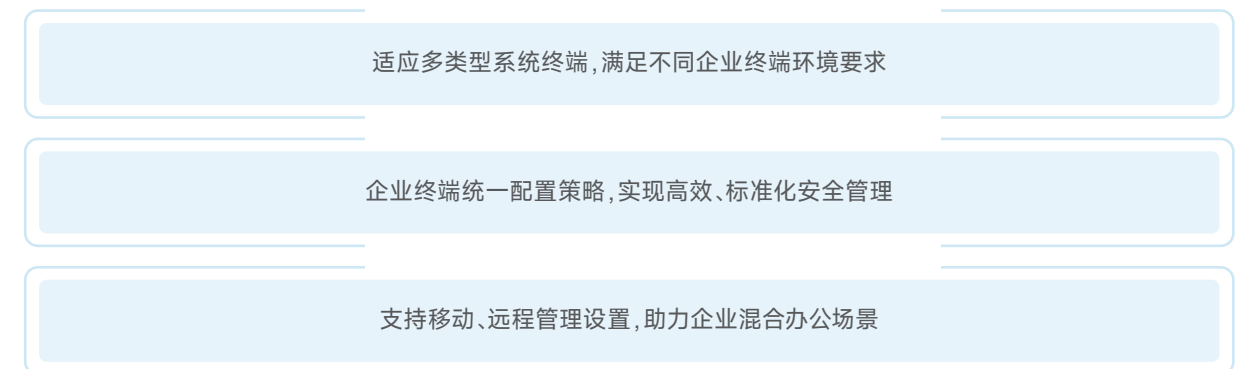 适应多类型系统终端,满足不同企业终端环境要求
企业终端统一配置策略,实现高效、标准化安全管理
支持移动、远程管理设置,助力企业混合办公场景